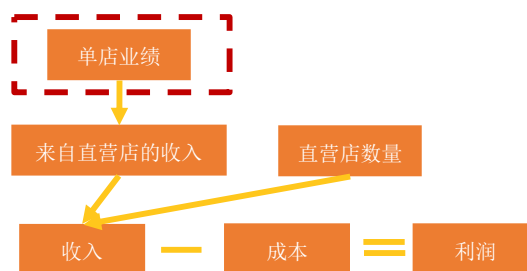 单店业绩
来自直营店的收入
直营店数量
收入
成本
利润